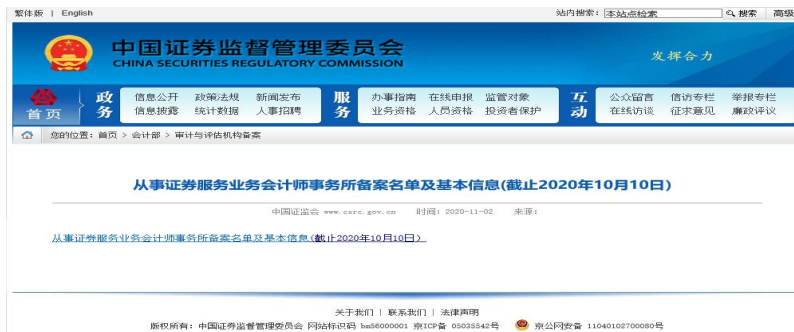 繁体版 | English 站内搜索: 本站点检索 搜索 高级
中国证券监督管理委员会
CHINA SECURITIES REGULATORY COMMISSION
发挥合力
首页
政务
信息公开 政策法规 新闻发布
信息披露 统计数据 人事招聘
服务
办事指南 在线申报 监管对象
业务资格 人员资格 投资者保护
互动
公众留言 信访专栏 举报专栏
在线访谈 征求意见 廉政评议
您的位置: 首页 > 会计部 > 审计与评估机构备案
从事证券服务业务会计师事务所备案名单及基本信息(截止2020年10月10日)
中国证监会 www.csrc.gov.cn 时间: 2020-11-02 来源:
从事证券服务业务会计师事务所备案名单及基本信息(截止2020年10月10日)
关于我们 | 联系我们 | 法律声明
版权所有: 中国证券监督管理委员会 网站标识码 bm56000001 京ICP备 05035542号 京公网安备 11040102700080号